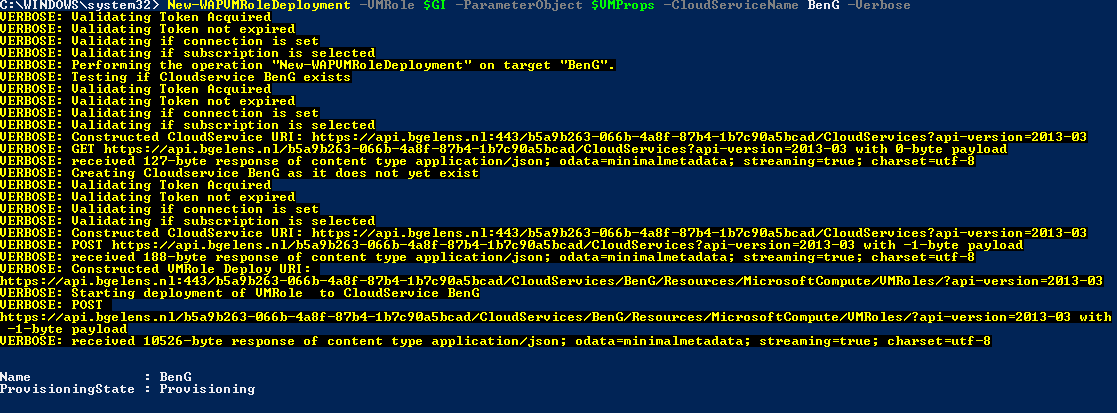 C:\WINDOWS\system32> New-WAPVMRoleDeployment -VMRole $GI -ParameterObject $VMProps -CloudServiceName BenG -Verbose
VERBOSE: Validating Token Acquired
VERBOSE: Validating Token not expired
VERBOSE: Validating if connection is set
VERBOSE: Validating if subscription is selected
VERBOSE: Performing the operation "New-WAPVMRoleDeployment" on target "BenG".
VERBOSE: Testing if Cloudservice BenG exists
VERBOSE: Validating Token Acquired
VERBOSE: Validating Token not expired
VERBOSE: Validating if connection is set
VERBOSE: Validating if subscription is selected
VERBOSE: Constructed CloudService URI: https://api.bgelens.nl:443/b5a9b263-066b-4a8f-87b4-1b7c90a5bcad/CloudServices?api-version=2013-03
VERBOSE: GET https://api.bgelens.nl/b5a9b263-066b-4a8f-87b4-1b7c90a5bcad/CloudServices?api-version=2013-03 with 0-byte payload
VERBOSE: received 127-byte response of content type application/json; odata=minimalmetadata; streaming=true; charset=utf-8
VERBOSE: Creating Cloudservice BenG as it does not yet exist
VERBOSE: Validating Token Acquired
VERBOSE: Validating Token not expired
VERBOSE: Validating if connection is set
VERBOSE: Validating if subscription is selected
VERBOSE: Constructed CloudService URI: https://api.bgelens.nl:443/b5a9b263-066b-4a8f-87b4-1b7c90a5bcad/CloudServices?api-version=2013-03
VERBOSE: POST https://api.bgelens.nl/b5a9b263-066b-4a8f-87b4-1b7c90a5bcad/CloudServices?api-version=2013-03 with -1-byte payload
VERBOSE: received 188-byte response of content type application/json; odata=minimalmetadata; streaming=true; charset=utf-8
VERBOSE: Constructed VMRole Deploy URI:
https://api.bgelens.nl:443/b5a9b263-066b-4a8f-87b4-1b7c90a5bcad/CloudServices/BenG/Resources/MicrosoftCompute/VMRoles/?api-version=2013-03
VERBOSE: Starting deployment of VMRole  to CloudService BenG
VERBOSE: POST
https://api.bgelens.nl/b5a9b263-066b-4a8f-87b4-1b7c90a5bcad/CloudServices/BenG/Resources/MicrosoftCompute/VMRoles/?api-version=2013-03 with
 -1-byte payload
VERBOSE: received 10526-byte response of content type application/json; odata=minimalmetadata; streaming=true; charset=utf-8
Name              : BenG
ProvisioningState : Provisioning